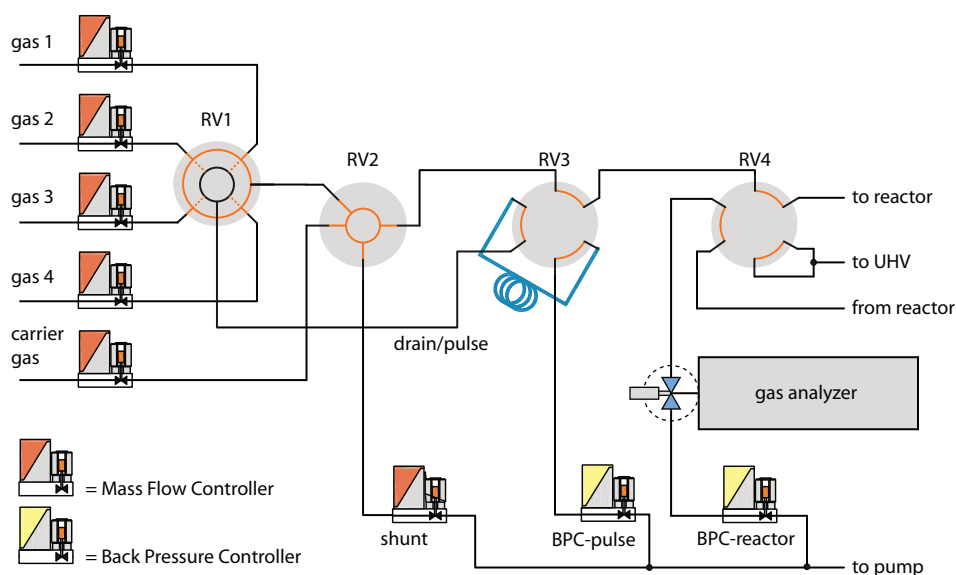 gas 1
gas 2
RV1
RV2
RV3
RV4
gas 3
to reactor
gas 4
to UHV
from reactor
carrier
gas
drain/pulse
gas analyzer
= Mass Flow Controller
shunt
BPC-pulse
BPC-reactor
= Back Pressure Controller
to pump